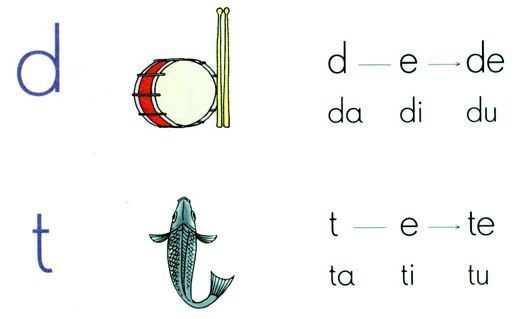 d
d — e → de
da di du
t
t — e → te
ta ti tu